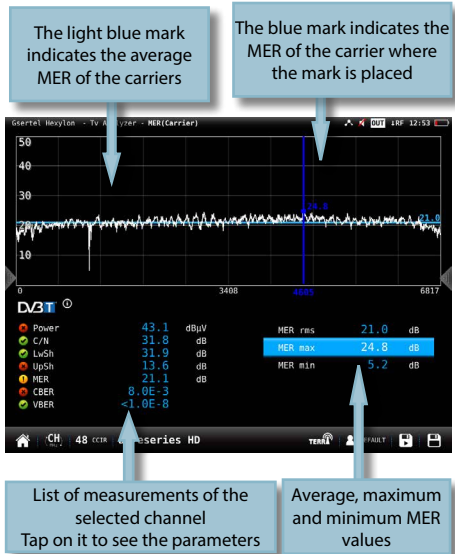 The light blue mark
indicates the average
MER of the carriers
The blue mark indicates the
MER of the carrier where
the mark is placed
Gsertel Hexylon - Tv Analyzer - MER(Carrier) OUT RF 12:53
50
40
30
20
10
24.8
21.0
0 3408 4605 6817
DVB T
Power 43.1 dBµV
C/N 31.8 dB
LwSh 31.9 dB
UpSh 13.6 dB
MER 21.1 dB
CBER 8.0E-3
VBER <1.0E-8
MER rms 21.0 dB
MER max 24.8 dB
MER min 5.2 dB
CH 48 CCIR seseries HD TERRA DEFAULT
List of measurements of the
selected channel
Tap on it to see the parameters
Average, maximum
and minimum MER
values